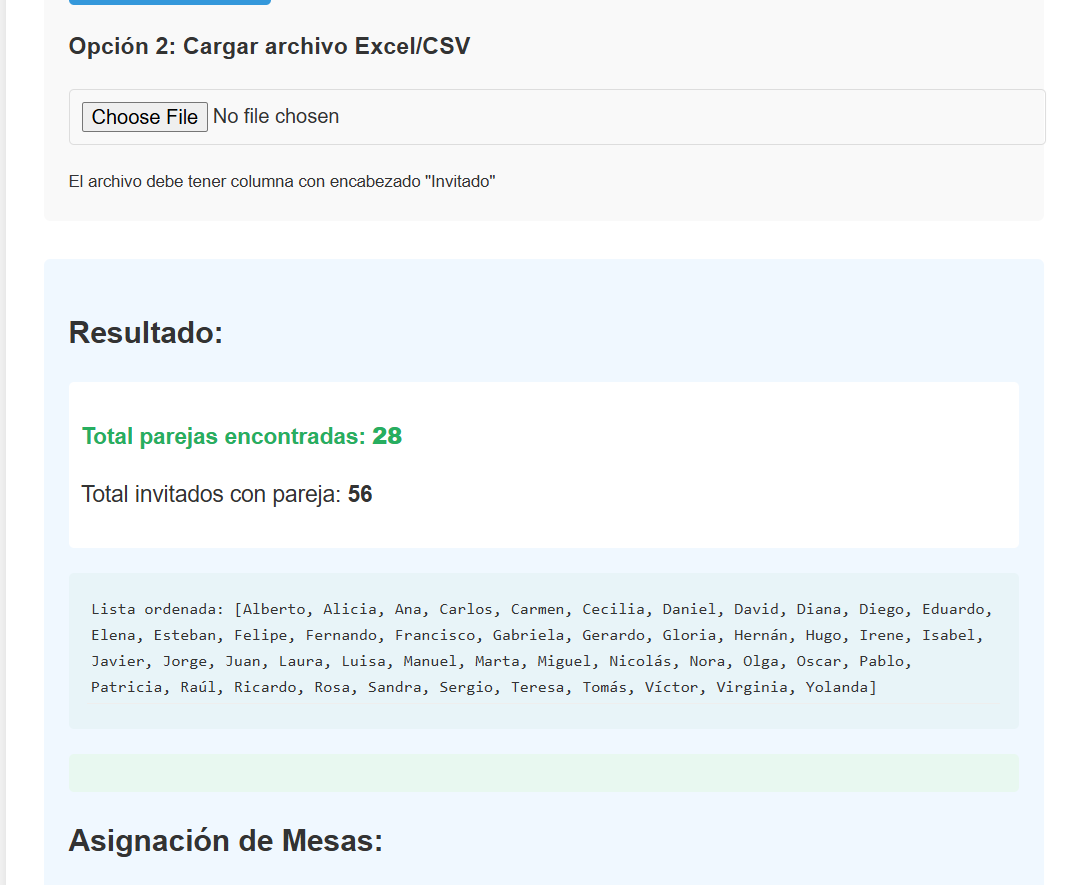 Opción 2: Cargar archivo Excel/CSV
Choose File No file chosen
El archivo debe tener columna con encabezado "Invitado"
Resultado:
Total parejas encontradas: 28
Total invitados con pareja: 56
Lista ordenada: [Alberto, Alicia, Ana, Carlos, Carmen, Cecilia, Daniel, David, Diana, Diego, Eduardo,
Elena, Esteban, Felipe, Fernando, Francisco, Gabriela, Gerardo, Gloria, Hernán, Hugo, Irene, Isabel,
Javier, Jorge, Juan, Laura, Luisa, Manuel, Marta, Miguel, Nicolás, Nora, Olga, Oscar, Pablo,
Patricia, Raúl, Ricardo, Rosa, Sandra, Sergio, Teresa, Tomás, Víctor, Virginia, Yolanda]
Asignación de Mesas: